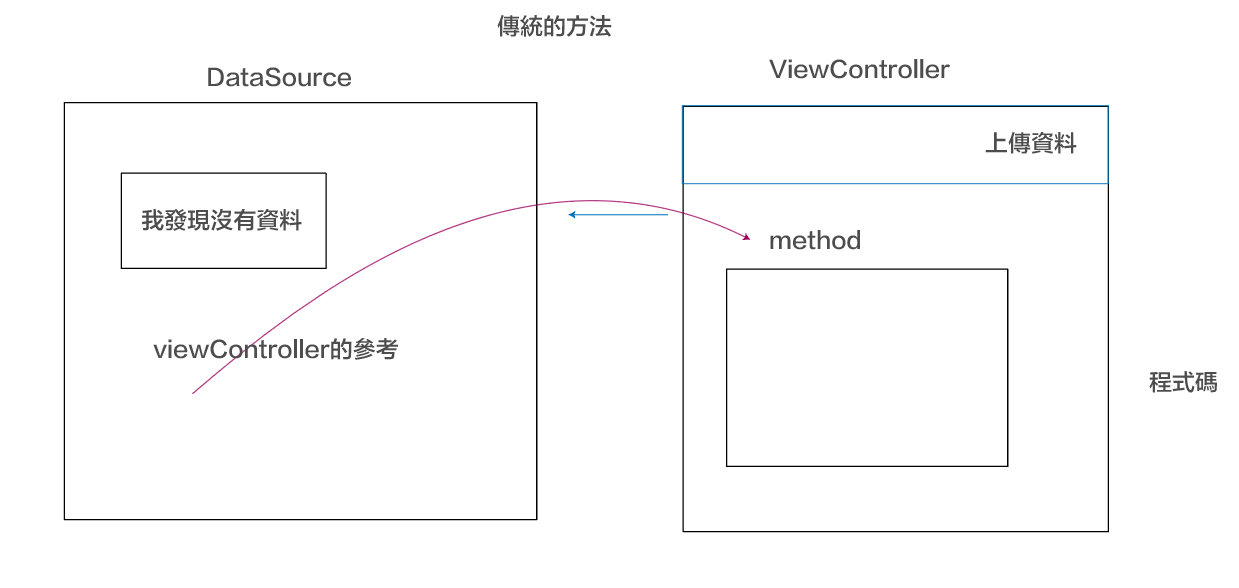 傳統的方法
DataSource
ViewController
上傳資料
我發現沒有資料
method
viewController的參考
程式碼